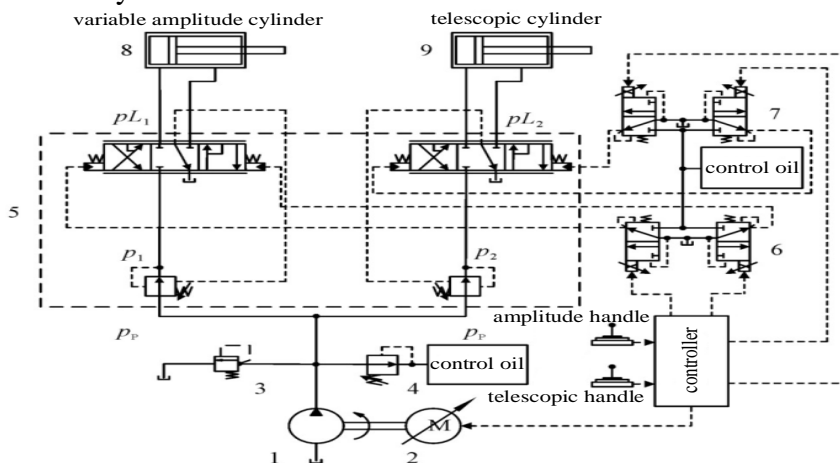 variable amplitude cylinder
telescopic cylinder
8
9
7
pL1
pL2
control oil
5
6
p1
p2
amplitude handle
pP
pP
controller
control oil
3
4
telescopic handle
M
1
2